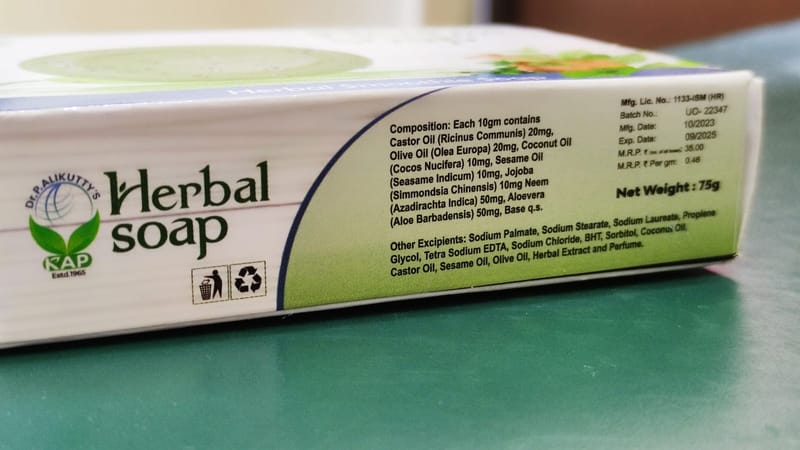 Herbal
Dr.P.ALIKUTTY'S
KAP
Estd.1965
Herbal
soap
Composition: Each 10gm contains
Castor Oil (Ricinus Communis) 20mg,
Olive Oil (Olea Europa) 20mg, Coconut Oil
(Cocos Nucifera) 10mg, Sesame Oil
(Seasame Indicum) 10mg, Jojoba
(Simmondsia Chinensis) 10mg Neem
(Azadirachta Indica) 50mg, Aloevera
(Aloe Barbadensis) 50mg, Base q.s.
Other Excipients: Sodium Palmate, Sodium Stearate, Sodium Laureate, Proplene
Glycol, Tetra Sodium EDTA, Sodium Chloride, BHT, Sorbitol, Coconut Oil,
Castor Oil, Sesame Oil, Olive Oil, Herbal Extract and Perfume.
Mfg. Lic. No.: 1133-ISM (HR)
Batch No.: UO- 22347
Mfg. Date: 10/2023
Exp. Date: 09/2025
M.R.P. ₹ 35.00
M.R.P. ₹ Per gm: 0.46
Net Weight : 75g